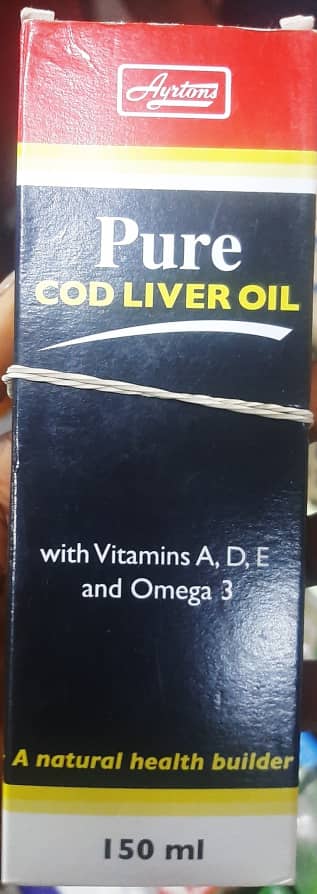 Ayrtons
Pure
COD LIVER OIL
with Vitamins A, D, E
and Omega 3
A natural health builder
150 ml